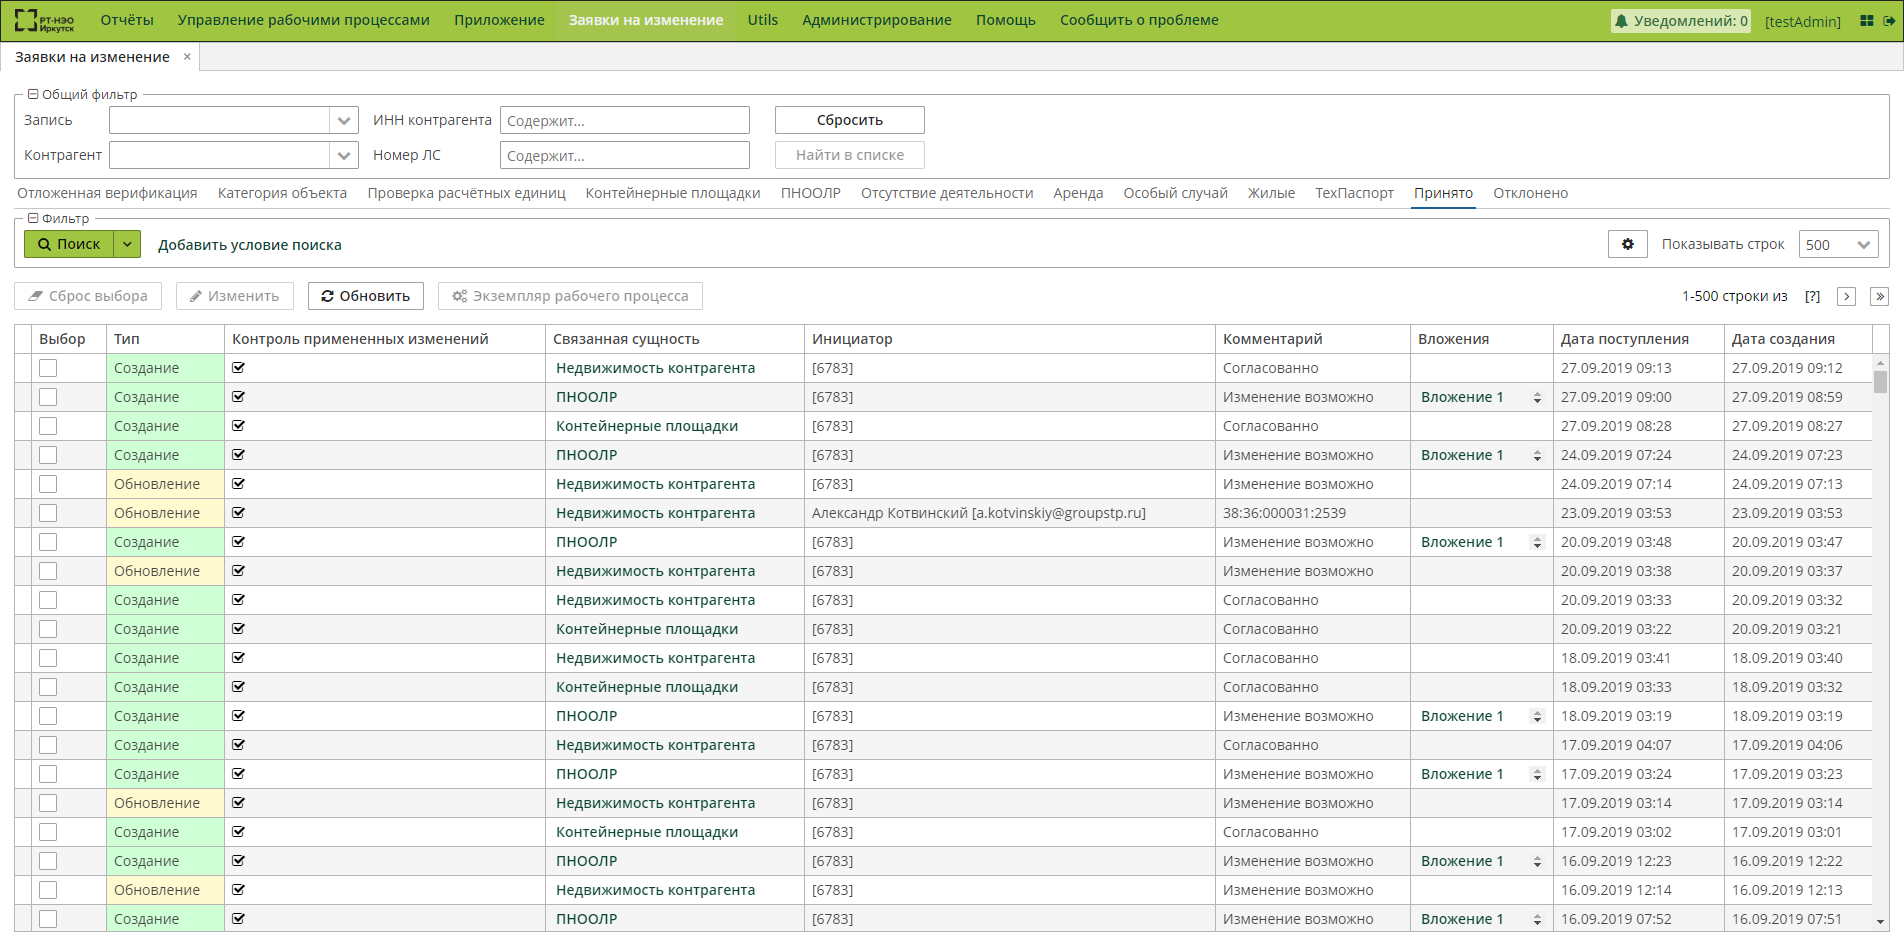 РТ-НЭО Иркутск Отчёты Управление рабочими процессами Приложение Заявки на изменение Utils Администрирование Помощь Сообщить о проблеме Уведомлений: 0 [testAdmin]
Заявки на изменение ×
Общий фильтр
Запись ИНН контрагента Содержит... Сбросить
Контрагент Номер ЛС Содержит... Найти в списке
Отложенная верификация Категория объекта Проверка расчётных единиц Контейнерные площадки ПНООЛР Отсутствие деятельности Аренда Особый случай Жилые ТехПаспорт Принято Отклонено
Фильтр
Поиск Добавить условие поиска Показывать строк 500
Сброс выбора Изменить Обновить Экземпляр рабочего процесса 1-500 строки из [?]
Выбор Тип Контроль примененных изменений Связанная сущность Инициатор Комментарий Вложения Дата поступления Дата создания
Создание Недвижимость контрагента [6783] Согласованно 27.09.2019 09:13 27.09.2019 09:12
Создание ПНООЛР [6783] Изменение возможно Вложение 1 27.09.2019 09:00 27.09.2019 08:59
Создание Контейнерные площадки [6783] Согласованно 27.09.2019 08:28 27.09.2019 08:27
Создание ПНООЛР [6783] Изменение возможно Вложение 1 24.09.2019 07:24 24.09.2019 07:23
Обновление Недвижимость контрагента [6783] Изменение возможно 24.09.2019 07:14 24.09.2019 07:13
Обновление Недвижимость контрагента Александр Котвинский [a.kotvinskiy@groupstp.ru] 38:36:000031:2539 23.09.2019 03:53 23.09.2019 03:53
Создание ПНООЛР [6783] Изменение возможно Вложение 1 20.09.2019 03:48 20.09.2019 03:47
Обновление Недвижимость контрагента [6783] Изменение возможно 20.09.2019 03:38 20.09.2019 03:37
Создание Недвижимость контрагента [6783] Согласованно 20.09.2019 03:33 20.09.2019 03:32
Создание Контейнерные площадки [6783] Согласованно 20.09.2019 03:22 20.09.2019 03:21
Создание Недвижимость контрагента [6783] Согласованно 18.09.2019 03:41 18.09.2019 03:40
Создание Контейнерные площадки [6783] Согласованно 18.09.2019 03:33 18.09.2019 03:32
Создание ПНООЛР [6783] Изменение возможно Вложение 1 18.09.2019 03:19 18.09.2019 03:19
Создание Недвижимость контрагента [6783] Согласованно 17.09.2019 04:07 17.09.2019 04:06
Создание ПНООЛР [6783] Изменение возможно Вложение 1 17.09.2019 03:24 17.09.2019 03:23
Обновление Недвижимость контрагента [6783] Изменение возможно 17.09.2019 03:14 17.09.2019 03:14
Создание Контейнерные площадки [6783] Согласованно 17.09.2019 03:02 17.09.2019 03:01
Создание ПНООЛР [6783] Изменение возможно Вложение 1 16.09.2019 12:23 16.09.2019 12:22
Обновление Недвижимость контрагента [6783] Изменение возможно 16.09.2019 12:14 16.09.2019 12:13
Создание ПНООЛР [6783] Изменение возможно Вложение 1 16.09.2019 07:52 16.09.2019 07:51